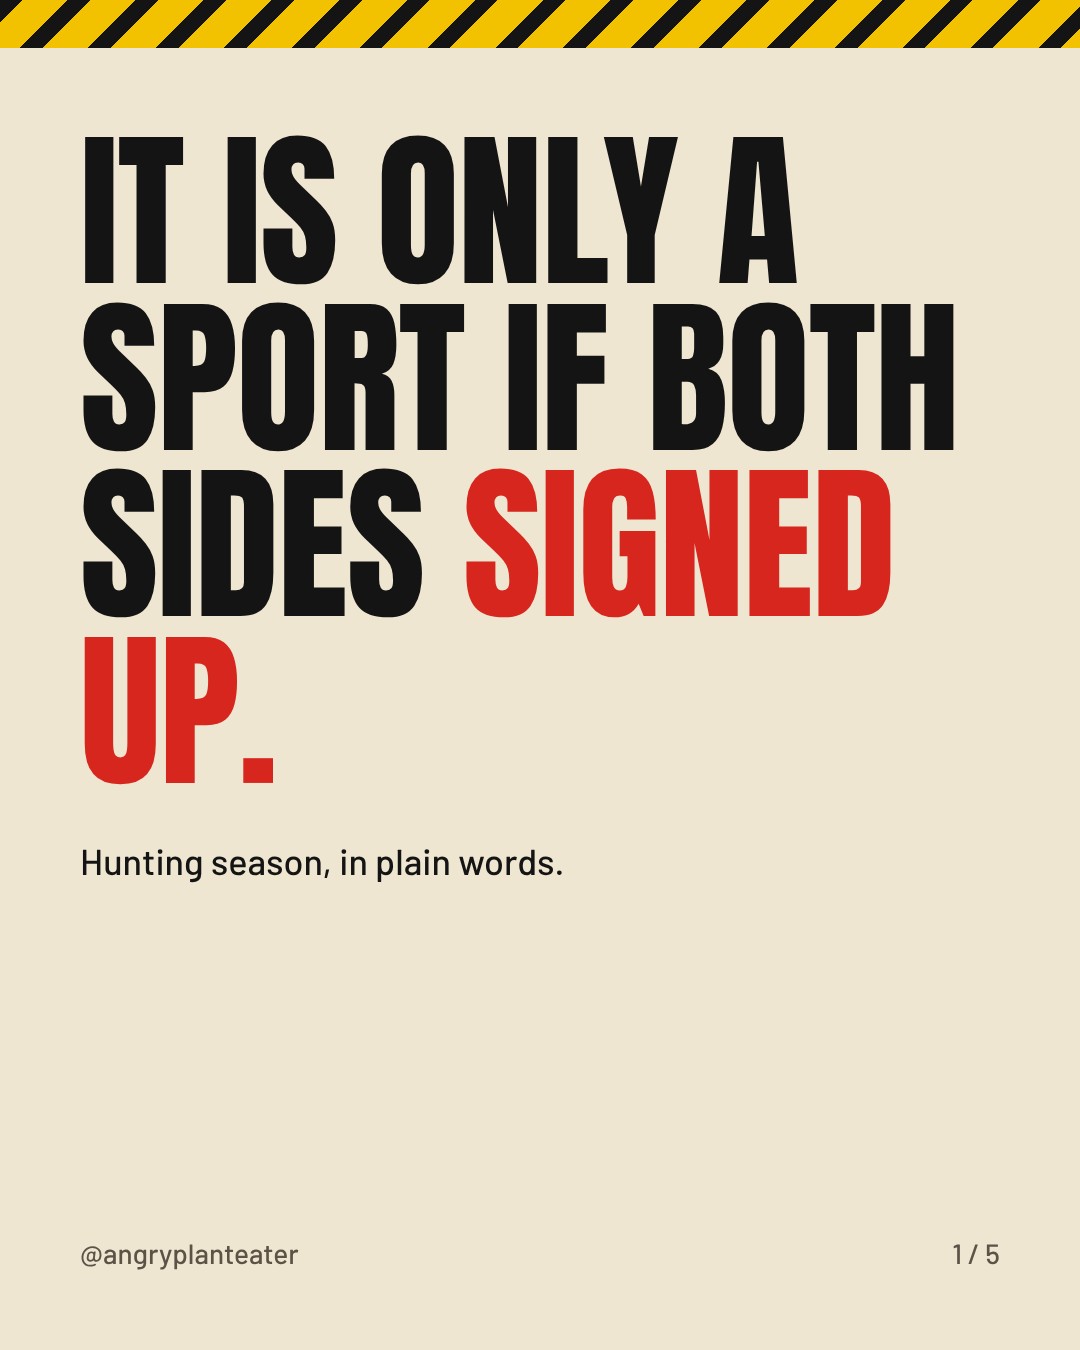 IT IS ONLY A
SPORT IF BOTH
SIDES SIGNED
UP.
Hunting season, in plain words.
@angryplanteater
1 / 5